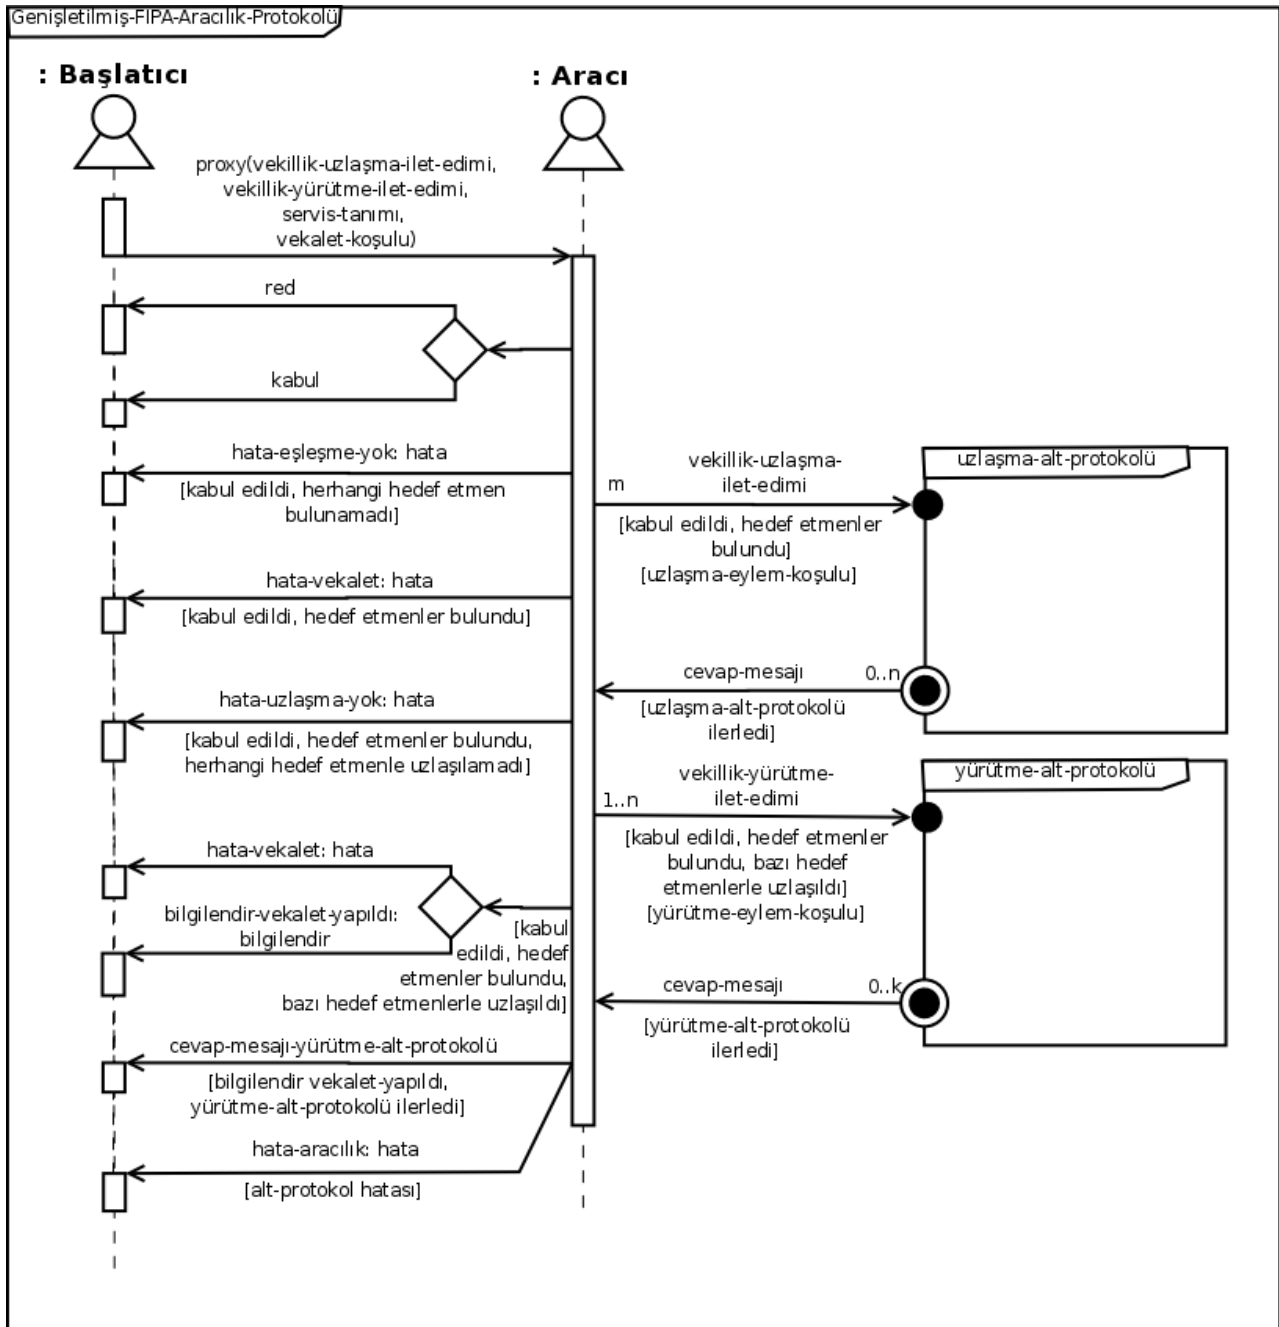 Genişletilmiş-FIPA-Aracılık-Protokolü
: Başlatıcı
: Aracı
proxy(vekillik-uzlaşma-ilet-edimi,
vekillik-yürütme-ilet-edimi,
servis-tanımı,
vekalet-koşulu)
red
kabul
hata-eşleşme-yok: hata
[kabul edildi, herhangi hedef etmen
bulunamadı]
m
vekillik-uzlaşma-
ilet-edimi
[kabul edildi, hedef etmenler
bulundu]
[uzlaşma-eylem-koşulu]
uzlaşma-alt-protokolü
hata-vekalet: hata
[kabul edildi, hedef etmenler bulundu]
cevap-mesajı
0..n
[uzlaşma-alt-protokolü
ilerledi]
hata-uzlaşma-yok: hata
[kabul edildi, hedef etmenler bulundu,
herhangi hedef etmenle uzlaşılamadı]
vekillik-yürütme-
ilet-edimi
1..n
[kabul edildi, hedef etmenler
bulundu, bazı hedef
etmenlerle uzlaşıldı]
[yürütme-eylem-koşulu]
yürütme-alt-protokolü
hata-vekalet: hata
bilgilendir-vekalet-yapıldı:
bilgilendir
[kabul
edildi, hedef
etmenler bulundu,
bazı hedef etmenlerle uzlaşıldı]
cevap-mesajı
0..k
[yürütme-alt-protokolü
ilerledi]
cevap-mesajı-yürütme-alt-protokolü
[bilgilendir vekalet-yapıldı,
yürütme-alt-protokolü ilerledi]
hata-aracılık: hata
[alt-protokol hatası]